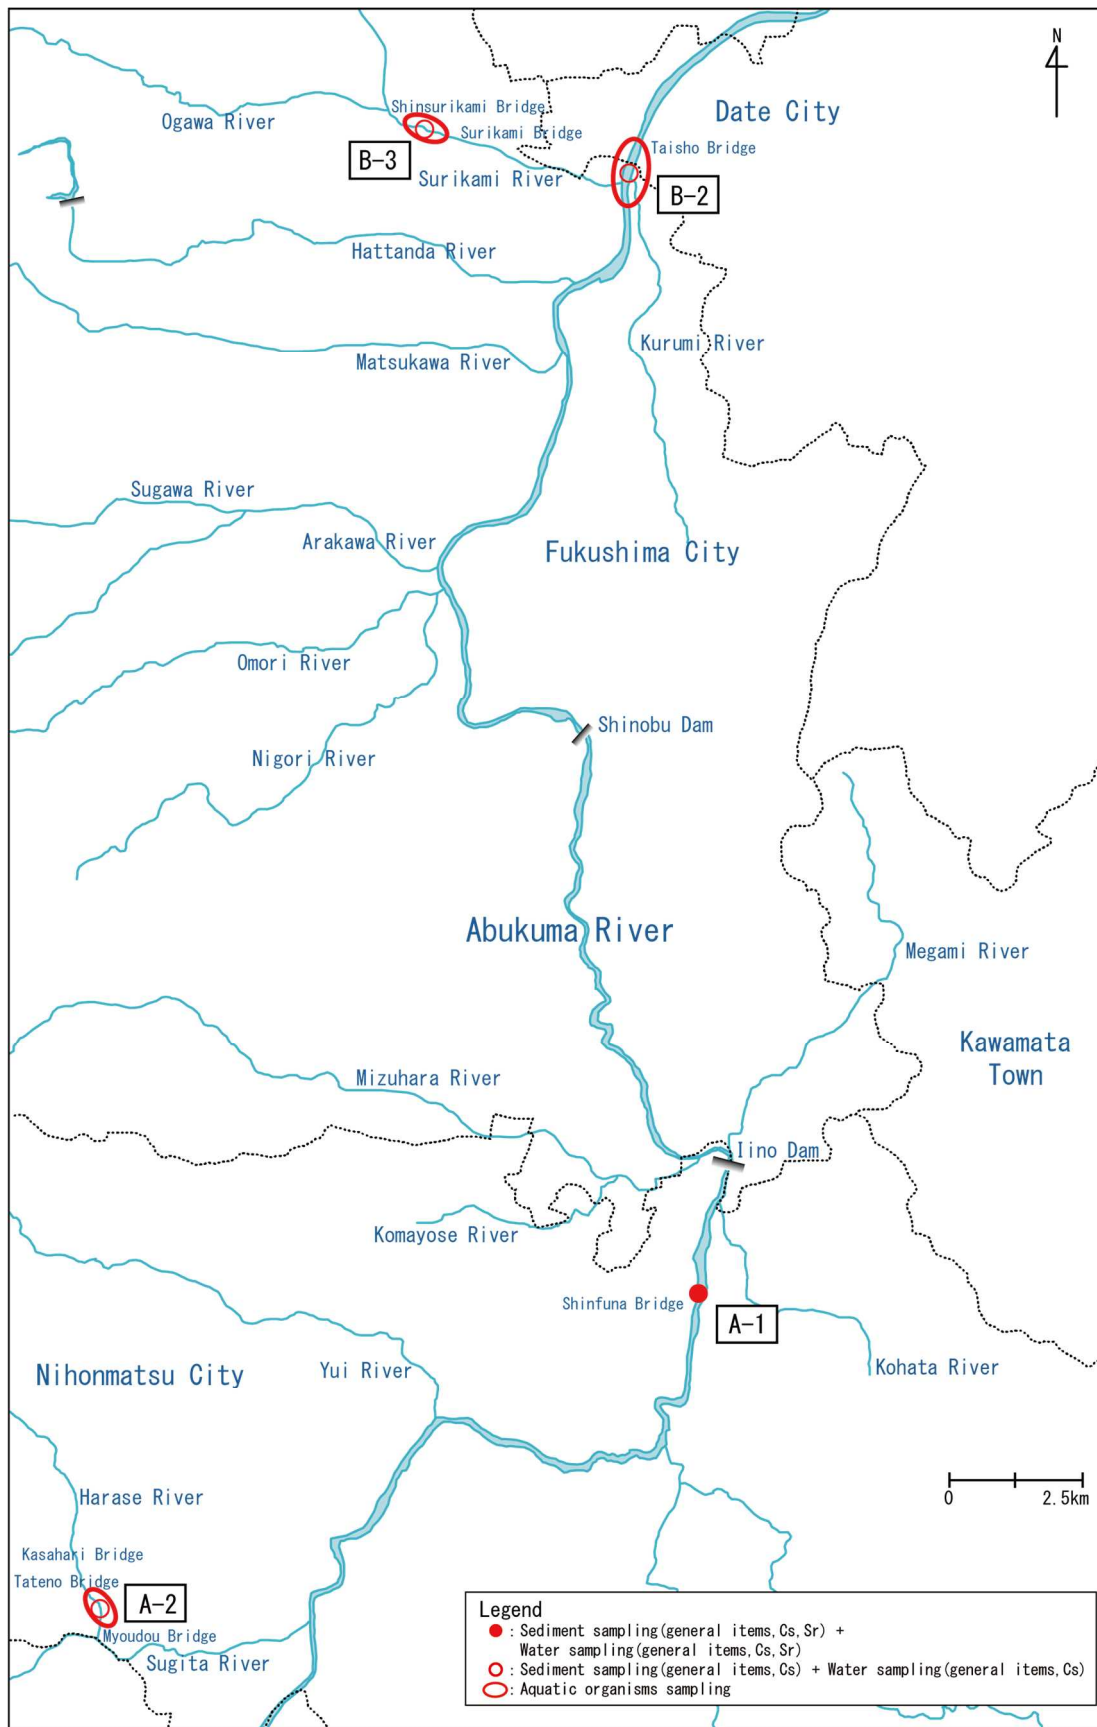 N
Date City
Shinsurikami Bridge
Ogawa River
Surikami Bridge
Taisho Bridge
B-3
Surikami River
B-2
Hattanda River
Kurumi River
Matsukawa River
Sugawa River
Arakawa River
Fukushima City
Omori River
Shinobu Dam
Nigori River
Abukuma River
Megami River
Kawamata
Town
Mizuhara River
Iino Dam
Komayose River
Shinfuna Bridge
A-1
Nihonmatsu City
Yui River
Kohata River
Harase River
0 2.5km
Kasahari Bridge
Tateno Bridge
A-2
Myoudou Bridge
Sugita River
Legend
: Sediment sampling(general items,Cs,Sr) +
Water sampling(general items,Cs,Sr)
: Sediment sampling(general items,Cs) + Water sampling(general items,Cs)
: Aquatic organisms sampling